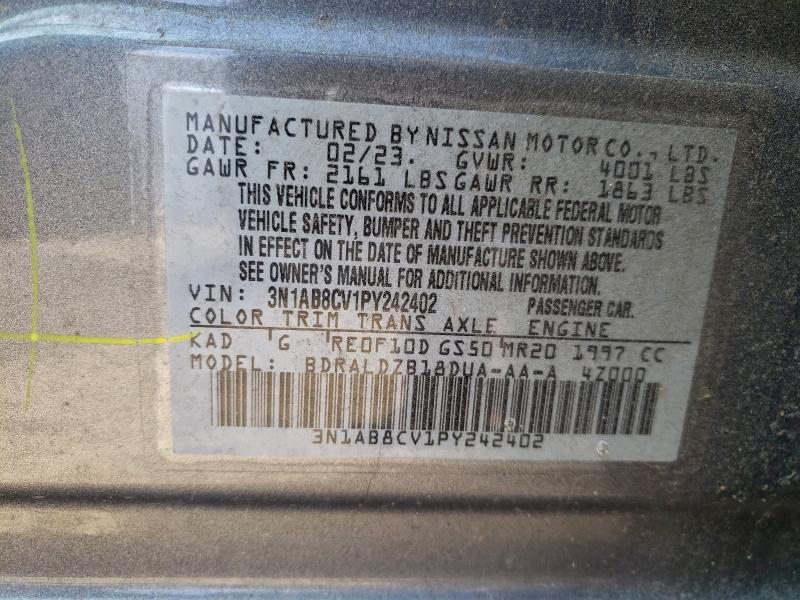 MANUFACTURED BY NISSAN MOTOR CO., LTD.
DATE: 02/23. GVWR: 4001 LBS
GAWR FR: 2161 LBS GAWR RR: 1863 LBS
THIS VEHICLE CONFORMS TO ALL APPLICABLE FEDERAL MOTOR
VEHICLE SAFETY, BUMPER AND THEFT PREVENTION STANDARDS
IN EFFECT ON THE DATE OF MANUFACTURE SHOWN ABOVE.
SEE OWNER'S MANUAL FOR ADDITIONAL INFORMATION.
VIN: 3N1AB8CV1PY242402 PASSENGER CAR.
COLOR TRIM TRANS AXLE ENGINE
KAD G RE0F10D GS50 MR20 1997 CC
MODEL: BDRALDZB18DUA-AA-A 4Z000
3N1AB8CV1PY242402